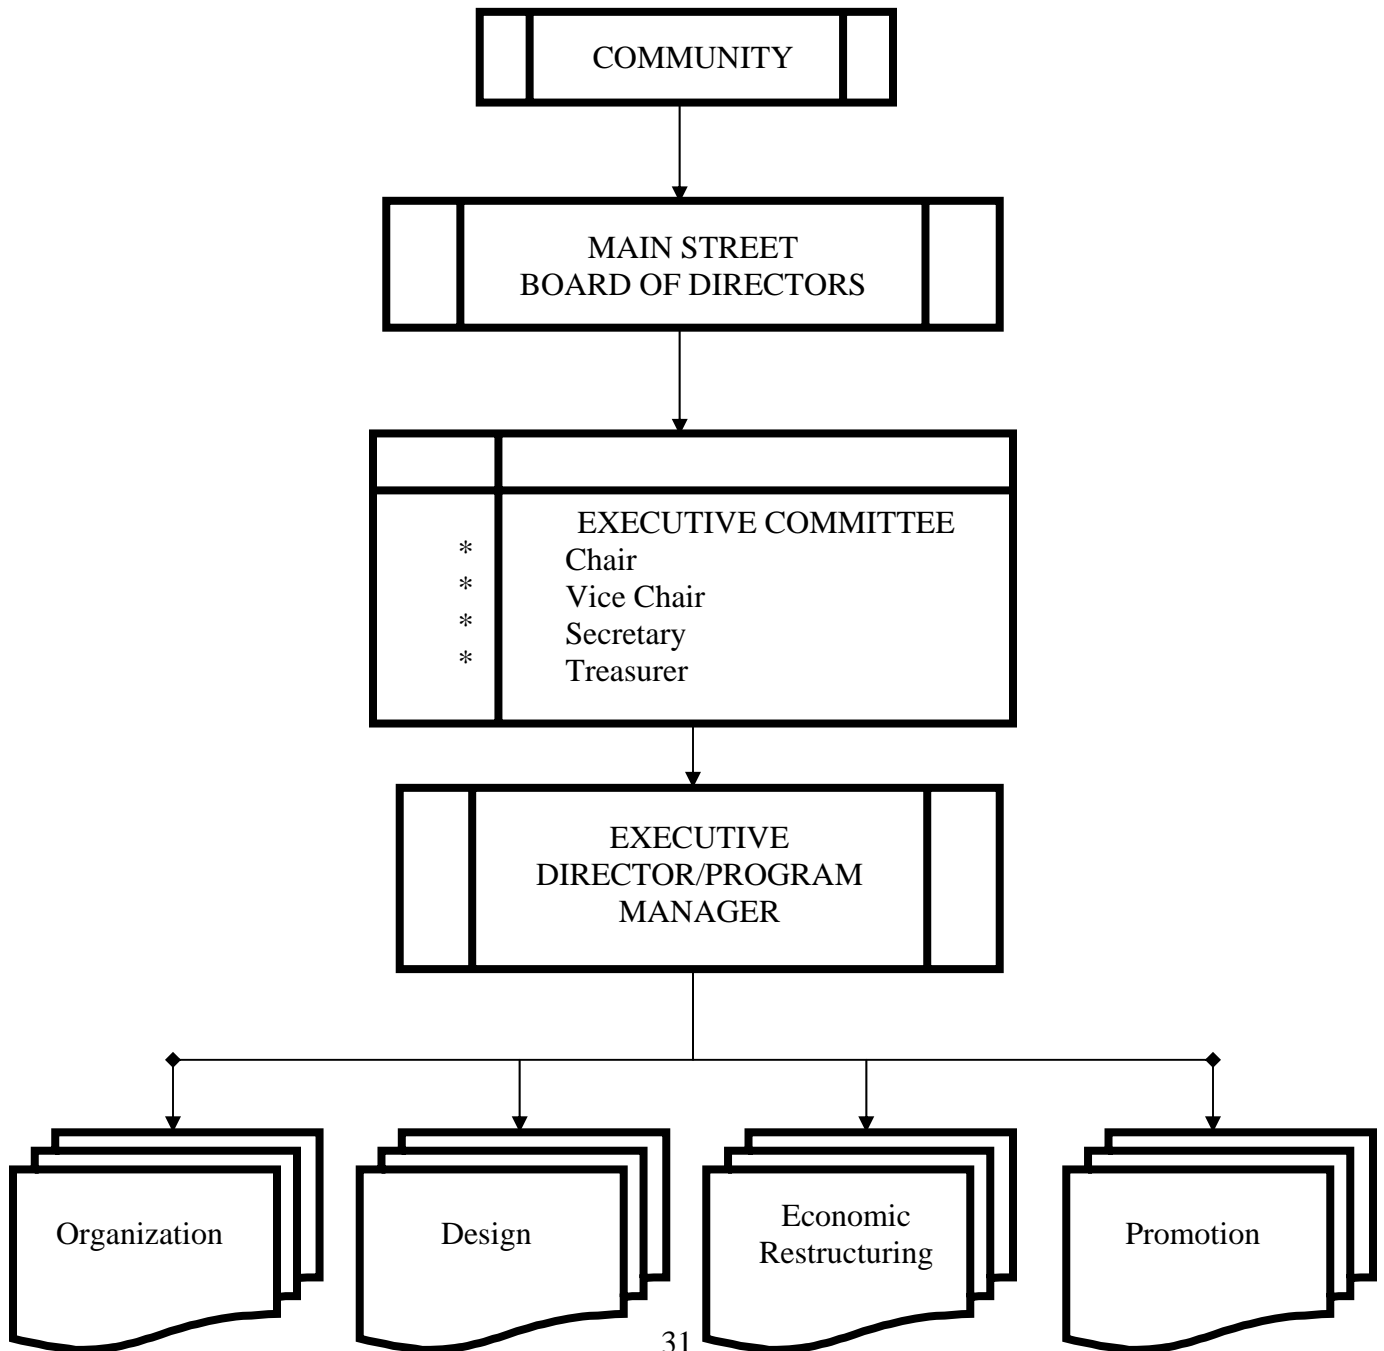 COMMUNITY
MAIN STREET
BOARD OF DIRECTORS
EXECUTIVE COMMITTEE
* Chair
* Vice Chair
* Secretary
* Treasurer
EXECUTIVE
DIRECTOR/PROGRAM
MANAGER
Organization
Design
Economic
Restructuring
Promotion
31